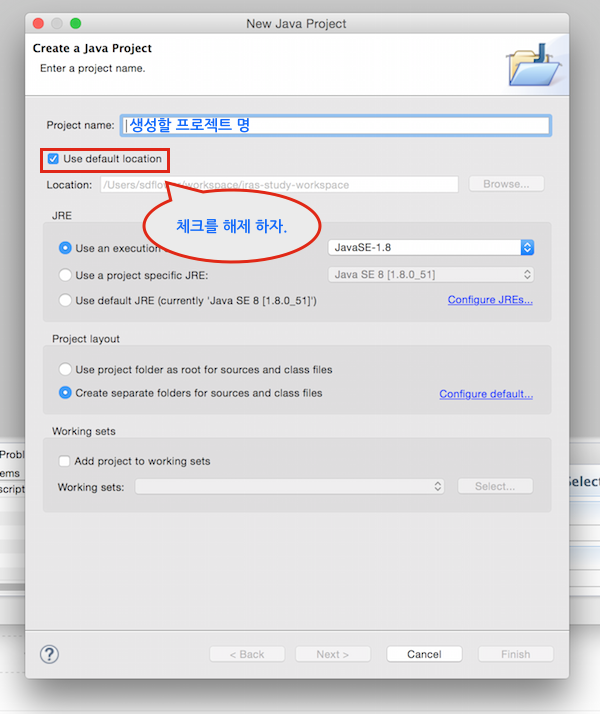 New Java Project
Create a Java Project
Enter a project name.
Project name: 생성할 프로젝트 명
Use default location
Location: /Users/sdflo workspace/iras-study-workspace Browse...
체크를 해제 하자.
JRE
Use an execution JavaSE-1.8
Use a project specific JRE: Java SE 8 [1.8.0_51]
Use default JRE (currently 'Java SE 8 [1.8.0_51]') Configure JREs...
Project layout
Use project folder as root for sources and class files
Create separate folders for sources and class files Configure default...
Working sets
Probl
Add project to working sets
ems
Select
script
Working sets: Select...
< Back Next > Cancel Finish